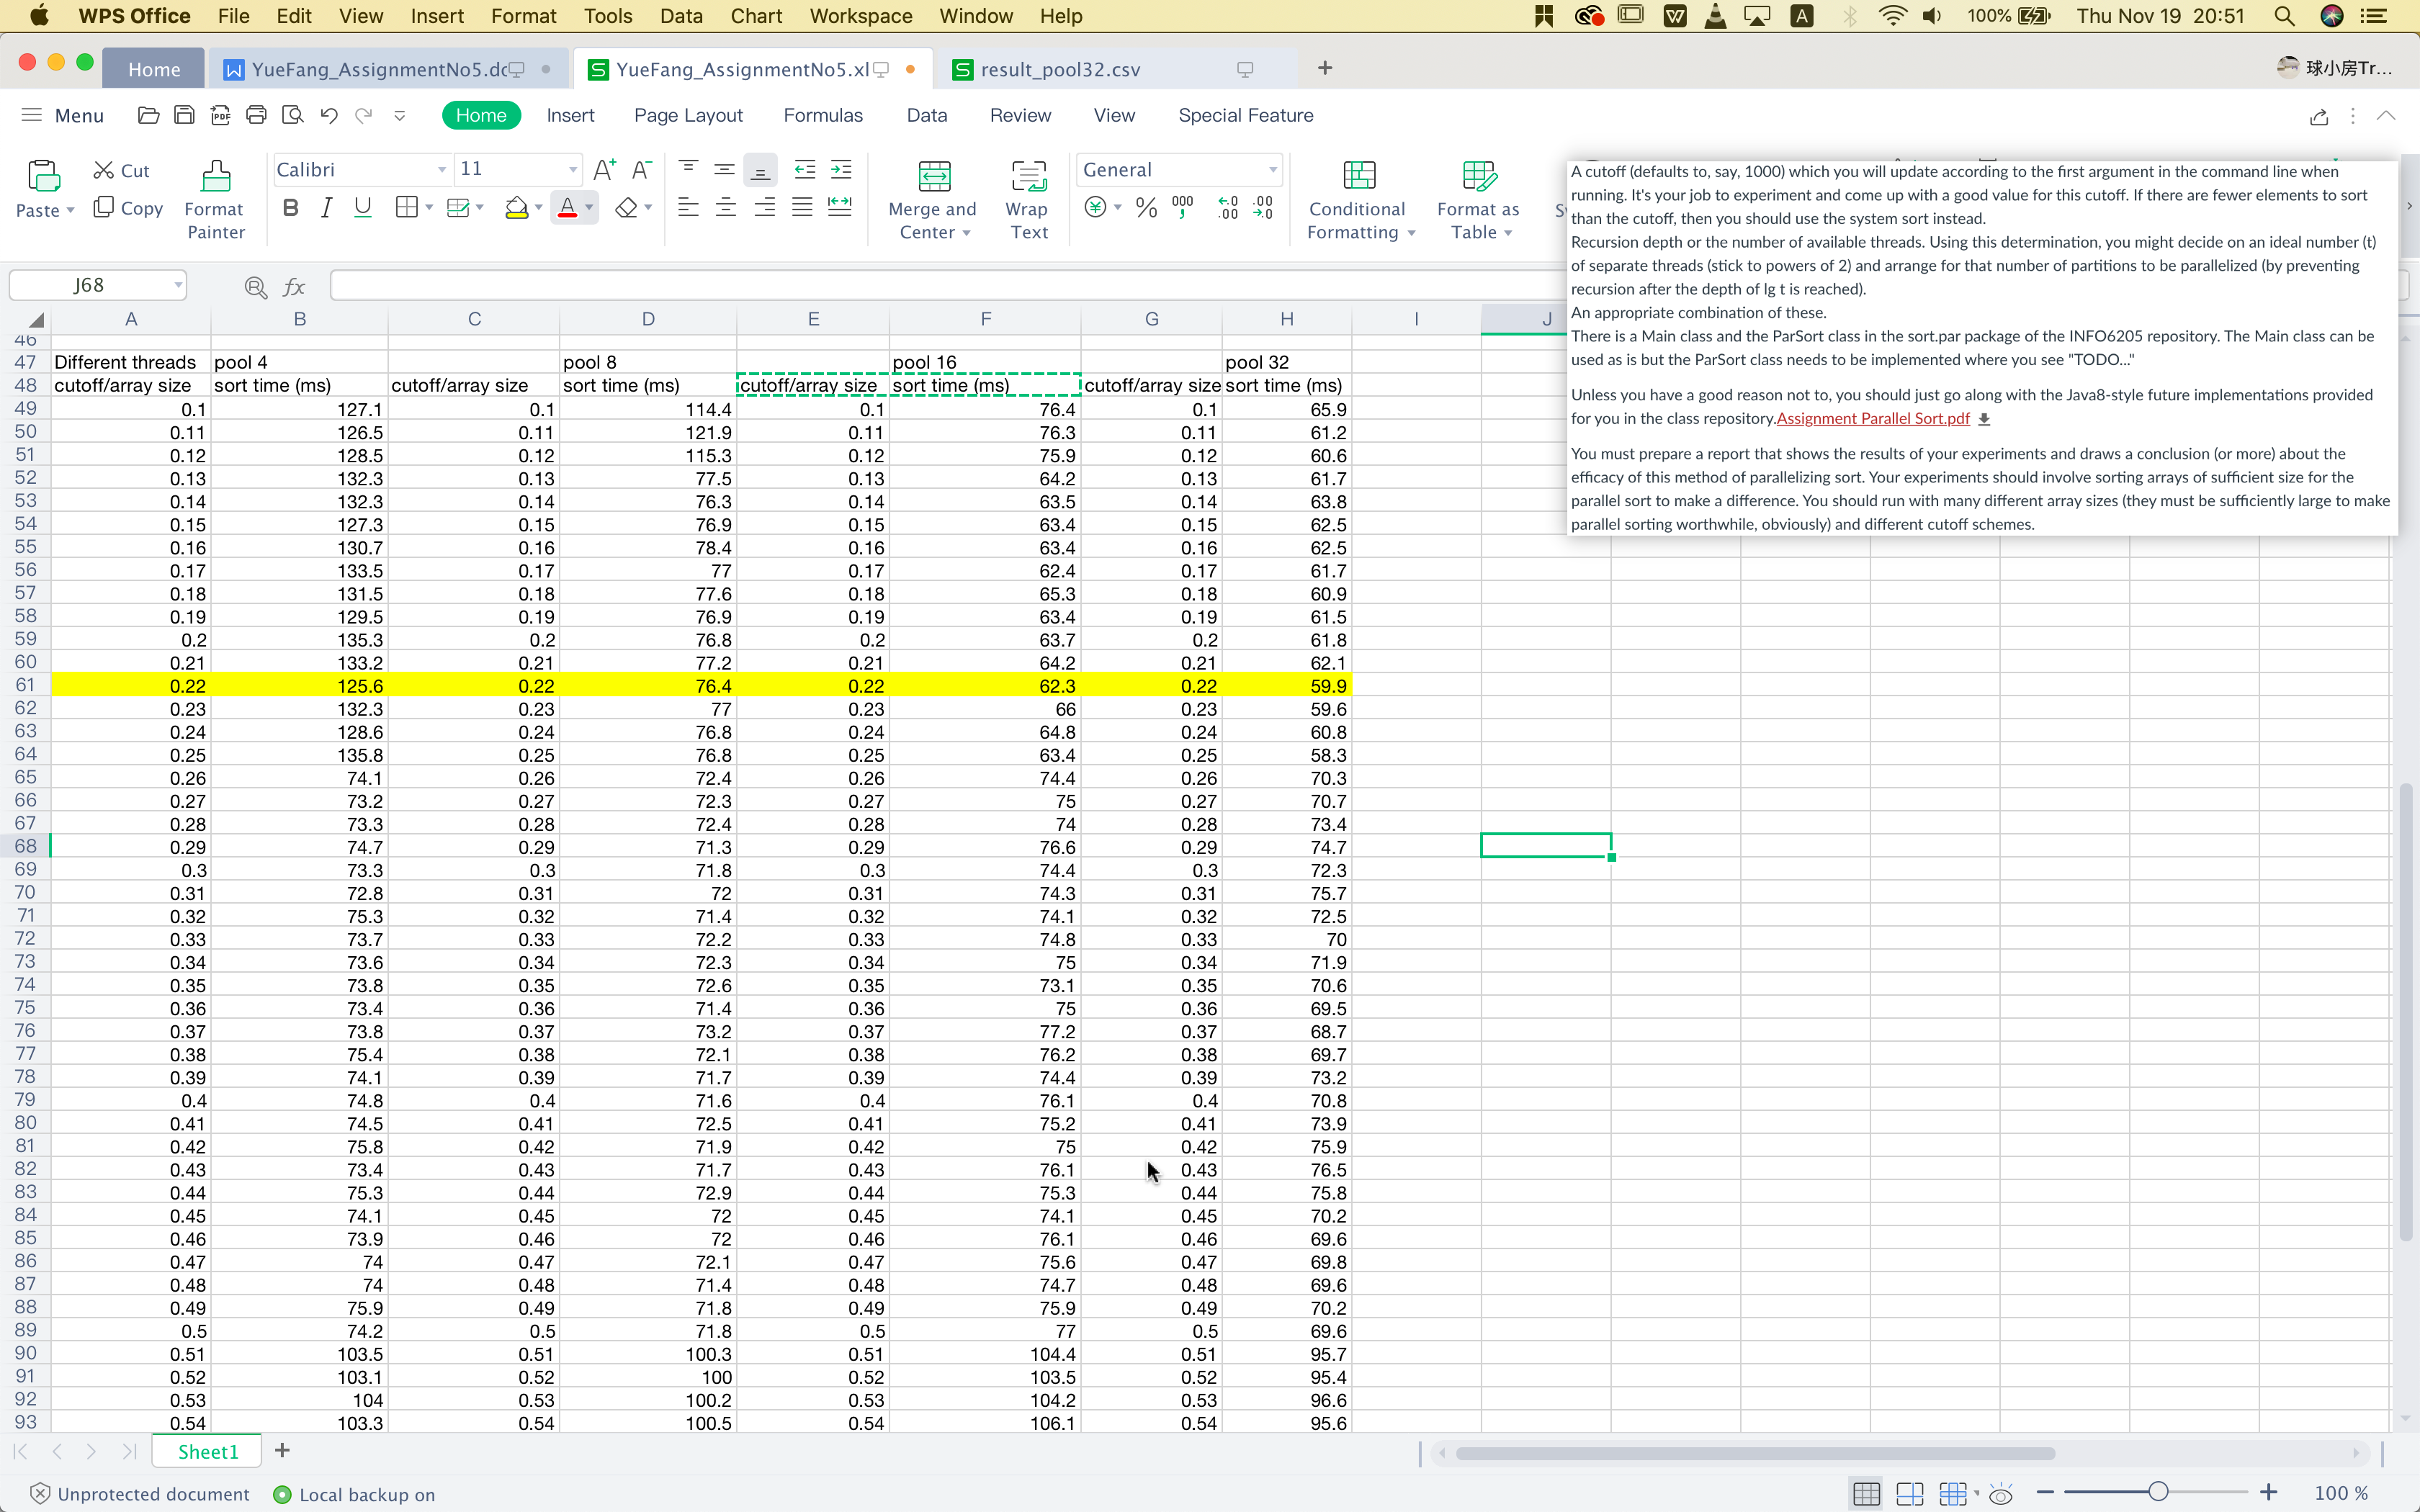 WPS Office File Edit View Insert Format Tools Data Chart Workspace Window Help 100% Thu Nov 19 20:51
Home YueFang_AssignmentNo5.dc YueFang_AssignmentNo5.xl result_pool32.csv + 球小房Tr...
Menu Home Insert Page Layout Formulas Data Review View Special Feature
Paste Cut Copy Format Painter Calibri 11 Merge and Center Wrap Text General Conditional Formatting Format as Table
A cutoff (defaults to, say, 1000) which you will update according to the first argument in the command line when
running. It's your job to experiment and come up with a good value for this cutoff. If there are fewer elements to sort
than the cutoff, then you should use the system sort instead.
Recursion depth or the number of available threads. Using this determination, you might decide on an ideal number (t)
of separate threads (stick to powers of 2) and arrange for that number of partitions to be parallelized (by preventing
recursion after the depth of lg t is reached).
An appropriate combination of these.
There is a Main class and the ParSort class in the sort.par package of the INFO6205 repository. The Main class can be
used as is but the ParSort class needs to be implemented where you see "TODO..."
Unless you have a good reason not to, you should just go along with the Java8-style future implementations provided
for you in the class repository.Assignment Parallel Sort.pdf
You must prepare a report that shows the results of your experiments and draws a conclusion (or more) about the
efficacy of this method of parallelizing sort. Your experiments should involve sorting arrays of sufficient size for the
parallel sort to make a difference. You should run with many different array sizes (they must be sufficiently large to make
parallel sorting worthwhile, obviously) and different cutoff schemes.
J68 fx
A B C D E F G H I J
46
47 Different threads pool 4 pool 8 pool 16 pool 32
48 cutoff/array size sort time (ms) cutoff/array size sort time (ms) cutoff/array size sort time (ms) cutoff/array size sort time (ms)
49 0.1 127.1 0.1 114.4 0.1 76.4 0.1 65.9
50 0.11 126.5 0.11 121.9 0.11 76.3 0.11 61.2
51 0.12 128.5 0.12 115.3 0.12 75.9 0.12 60.6
52 0.13 132.3 0.13 77.5 0.13 64.2 0.13 61.7
53 0.14 132.3 0.14 76.3 0.14 63.5 0.14 63.8
54 0.15 127.3 0.15 76.9 0.15 63.4 0.15 62.5
55 0.16 130.7 0.16 78.4 0.16 63.4 0.16 62.5
56 0.17 133.5 0.17 77 0.17 62.4 0.17 61.7
57 0.18 131.5 0.18 77.6 0.18 65.3 0.18 60.9
58 0.19 129.5 0.19 76.9 0.19 63.4 0.19 61.5
59 0.2 135.3 0.2 76.8 0.2 63.7 0.2 61.8
60 0.21 133.2 0.21 77.2 0.21 64.2 0.21 62.1
61 0.22 125.6 0.22 76.4 0.22 62.3 0.22 59.9
62 0.23 132.3 0.23 77 0.23 66 0.23 59.6
63 0.24 128.6 0.24 76.8 0.24 64.8 0.24 60.8
64 0.25 135.8 0.25 76.8 0.25 63.4 0.25 58.3
65 0.26 74.1 0.26 72.4 0.26 74.4 0.26 70.3
66 0.27 73.2 0.27 72.3 0.27 75 0.27 70.7
67 0.28 73.3 0.28 72.4 0.28 74 0.28 73.4
68 0.29 74.7 0.29 71.3 0.29 76.6 0.29 74.7
69 0.3 73.3 0.3 71.8 0.3 74.4 0.3 72.3
70 0.31 72.8 0.31 72 0.31 74.3 0.31 75.7
71 0.32 75.3 0.32 71.4 0.32 74.1 0.32 72.5
72 0.33 73.7 0.33 72.2 0.33 74.8 0.33 70
73 0.34 73.6 0.34 72.3 0.34 75 0.34 71.9
74 0.35 73.8 0.35 72.6 0.35 73.1 0.35 70.6
75 0.36 73.4 0.36 71.4 0.36 75 0.36 69.5
76 0.37 73.8 0.37 73.2 0.37 77.2 0.37 68.7
77 0.38 75.4 0.38 72.1 0.38 76.2 0.38 69.7
78 0.39 74.1 0.39 71.7 0.39 74.4 0.39 73.2
79 0.4 74.8 0.4 71.6 0.4 76.1 0.4 70.8
80 0.41 74.5 0.41 72.5 0.41 75.2 0.41 73.9
81 0.42 75.8 0.42 71.9 0.42 75 0.42 75.9
82 0.43 73.4 0.43 71.7 0.43 76.1 0.43 76.5
83 0.44 75.3 0.44 72.9 0.44 75.3 0.44 75.8
84 0.45 74.1 0.45 72 0.45 74.1 0.45 70.2
85 0.46 73.9 0.46 72 0.46 76.1 0.46 69.6
86 0.47 74 0.47 72.1 0.47 75.6 0.47 69.8
87 0.48 74 0.48 71.4 0.48 74.7 0.48 69.6
88 0.49 75.9 0.49 71.8 0.49 75.9 0.49 70.2
89 0.5 74.2 0.5 71.8 0.5 77 0.5 69.6
90 0.51 103.5 0.51 100.3 0.51 104.4 0.51 95.7
91 0.52 103.1 0.52 100 0.52 103.5 0.52 95.4
92 0.53 104 0.53 100.2 0.53 104.2 0.53 96.6
93 0.54 103.3 0.54 100.5 0.54 106.1 0.54 95.6
Sheet1 +
Unprotected document Local backup on 100 %